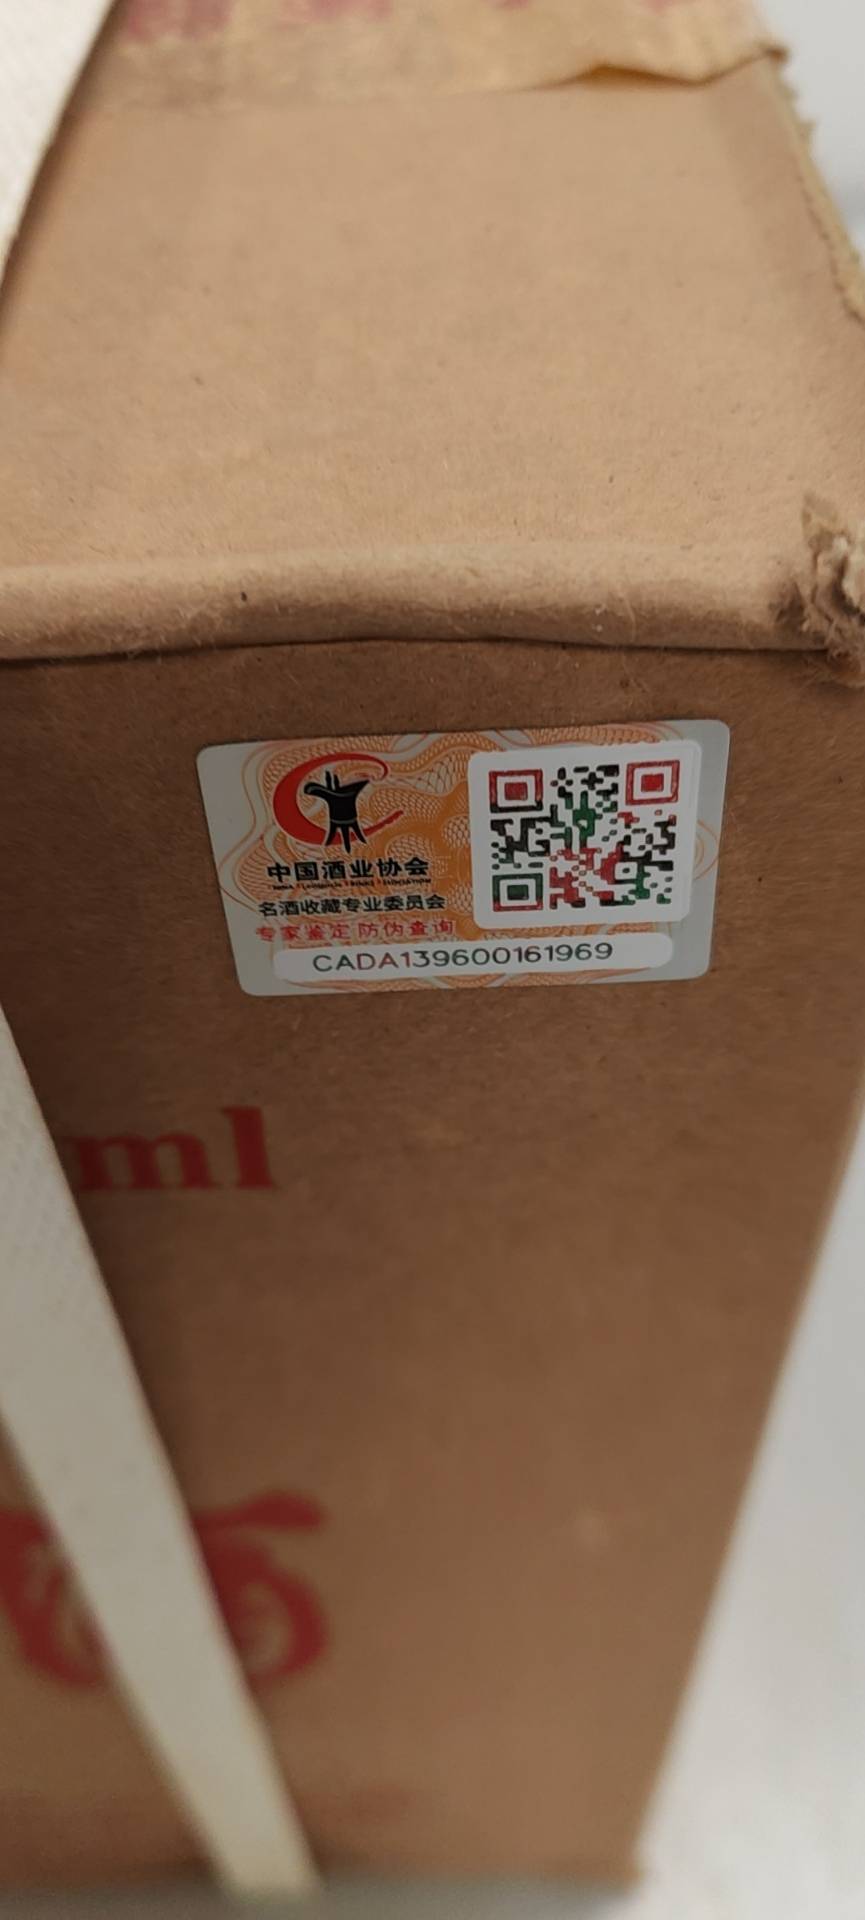 中国酒业协会
名酒收藏专业委员会
专家鉴定 防伪查询
CADA139600161969
ml
酒